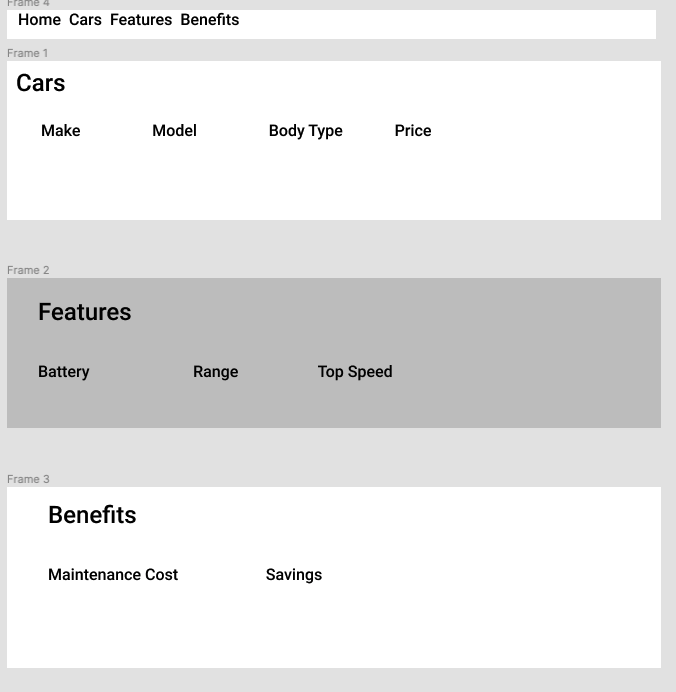 Frame 4
Home Cars Features Benefits
Frame 1
Cars
Make Model Body Type Price
Frame 2
Features
Battery Range Top Speed
Frame 3
Benefits
Maintenance Cost Savings